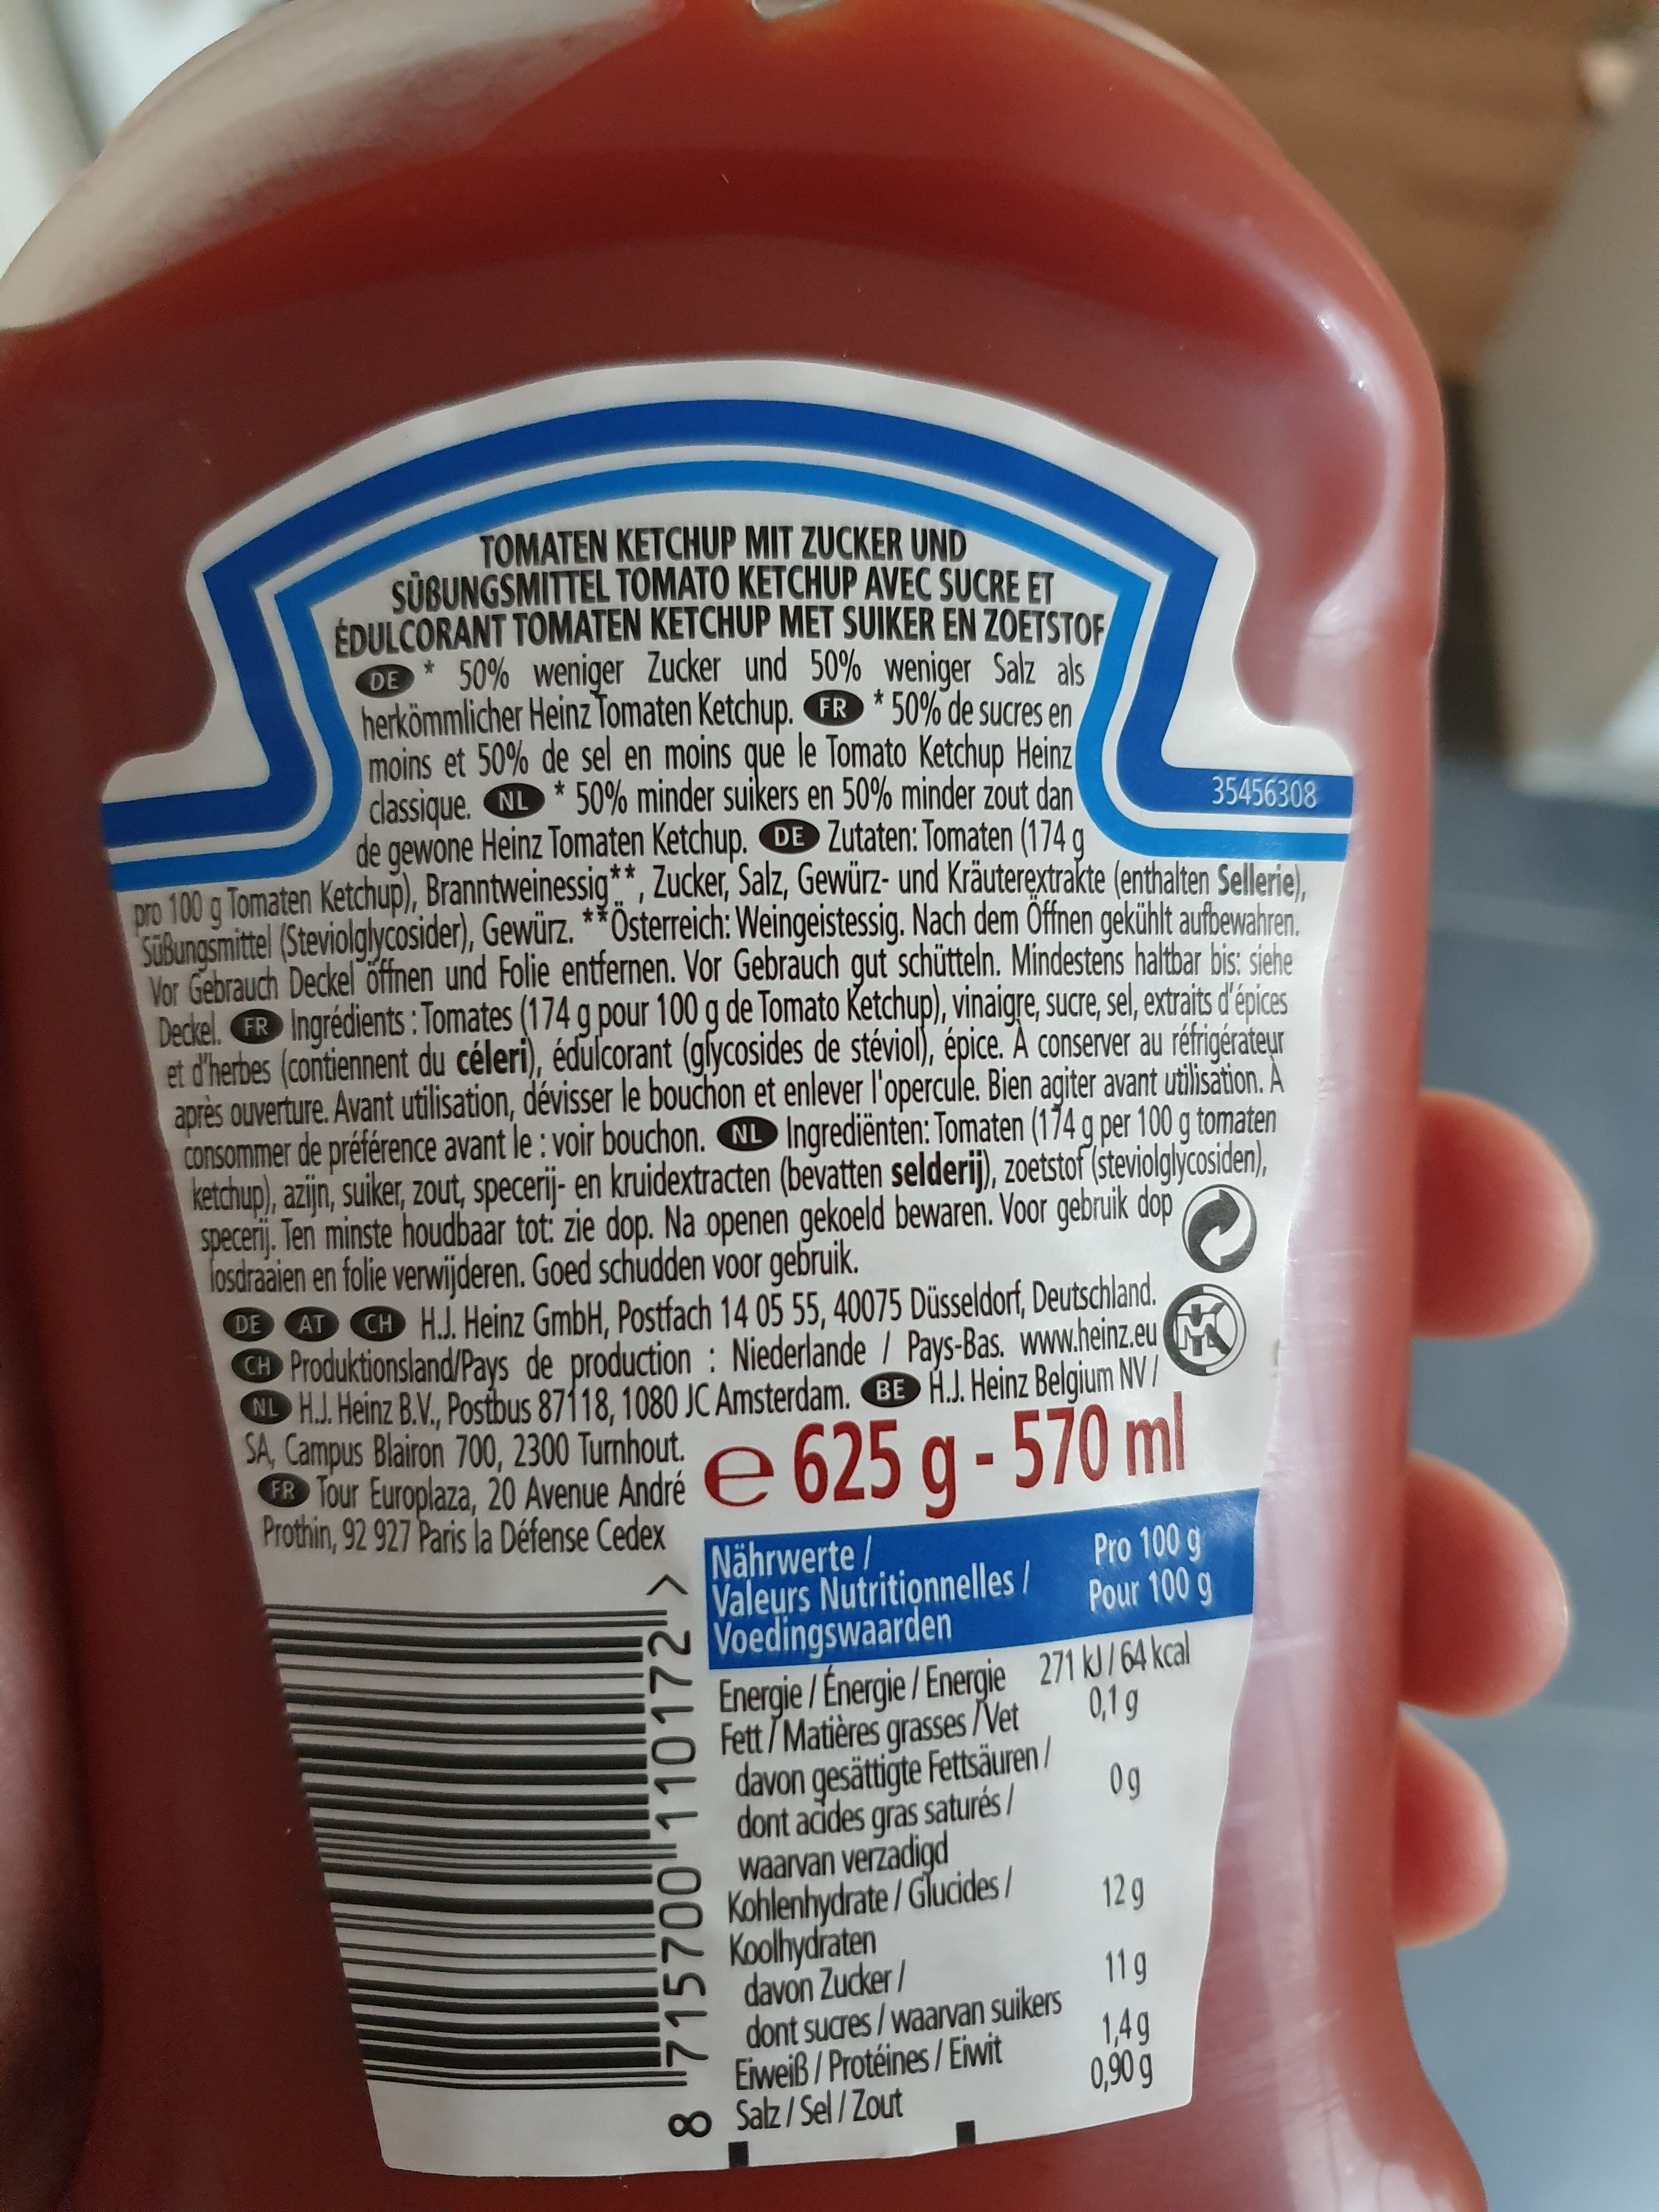 TOMATEN KETCHUP MIT ZUCKER UND
SÜßUNGSMITTEL TOMATO KETCHUP AVEC SUCRE ET
ÉDULCORANT TOMATEN KETCHUP MET SUIKER EN ZOETSTOF
DE * 50% weniger Zucker und 50% weniger Salz als
herkömmlicher Heinz Tomaten Ketchup. FR * 50% de sucres en
moins et 50% de sel en moins que le Tomato Ketchup Heinz
classique. NL * 50% minder suikers en 50% minder zout dan
35456308
de gewone Heinz Tomaten Ketchup. DE Zutaten: Tomaten (174 g
pro 100 g Tomaten Ketchup), Branntweinessig**, Zucker, Salz, Gewürz- und Kräuterextrakte (enthalten Sellerie),
Süßungsmittel (Steviolglycosider), Gewürz. **Österreich: Weingeistessig. Nach dem Öffnen gekühlt aufbewahren.
Vor Gebrauch Deckel öffnen und Folie entfernen. Vor Gebrauch gut schütteln. Mindestens haltbar bis: siehe
Deckel. FR Ingrédients : Tomates (174 g pour 100 g de Tomato Ketchup), vinaigre, sucre, sel, extraits d'épices
et d'herbes (contiennent du céleri), édulcorant (glycosides de stéviol), épice. À conserver au réfrigérateur
après ouverture. Avant utilisation, dévisser le bouchon et enlever l'opercule. Bien agiter avant utilisation. À
consommer de préférence avant le : voir bouchon. NL Ingrediënten: Tomaten (174 g per 100 g tomaten
ketchup), azijn, suiker, zout, specerij- en kruidextracten (bevatten selderij), zoetstof (steviolglycosiden),
specerij. Ten minste houdbaar tot: zie dop. Na openen gekoeld bewaren. Voor gebruik dop
losdraaien en folie verwijderen. Goed schudden voor gebruik.
DE AT CH H.J. Heinz GmbH, Postfach 14 05 55, 40075 Düsseldorf, Deutschland.
CH Produktionsland/Pays de production : Niederlande / Pays-Bas. www.heinz.eu
NL H.J. Heinz B.V., Postbus 87118, 1080 JC Amsterdam. BE H.J. Heinz Belgium NV /
SA, Campus Blairon 700, 2300 Turnhout.
FR Tour Europlaza, 20 Avenue André
Prothin, 92 927 Paris la Défense Cedex
e 625 g - 570 ml
Nährwerte / Pro 100 g
Valeurs Nutritionnelles / Pour 100 g
Voedingswaarden
Energie / Énergie / Energie 271 kJ / 64 kcal
Fett / Matières grasses /Vet 0,1 g
davon gesättigte Fettsäuren / 0 g
dont acides gras saturés /
waarvan verzadigd
Kohlenhydrate / Glucides / 12 g
Koolhydraten
davon Zucker / 11 g
dont sucres / waarvan suikers
Eiweiß / Protéines / Eiwit 1,4 g
Salz / Sel / Zout 0,90 g
8 715700 110172 >